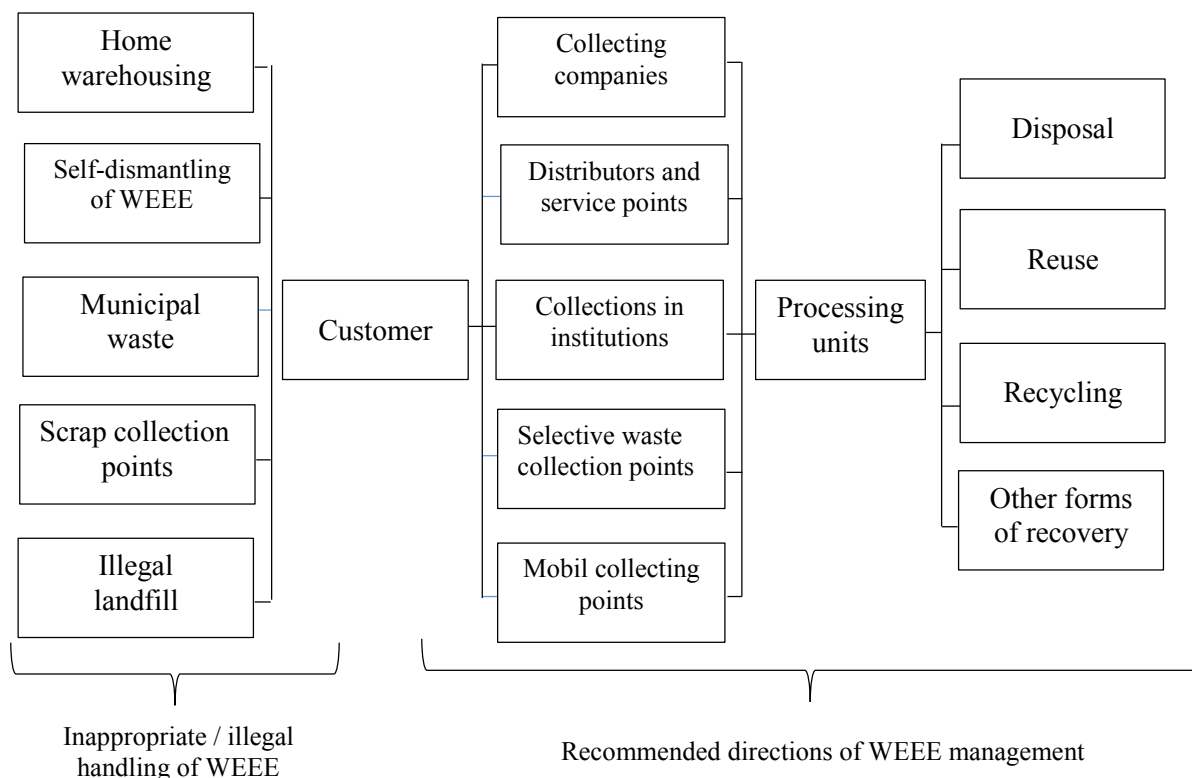 Home
warehousing
Self-dismantling
of WEEE
Municipal
waste
Scrap collection
points
Illegal
landfill
Customer
Collecting
companies
Distributors and
service points
Collections in
institutions
Selective waste
collection points
Mobil collecting
points
Processing
units
Disposal
Reuse
Recycling
Other forms
of recovery
Inappropriate / illegal
handling of WEEE
Recommended directions of WEEE management